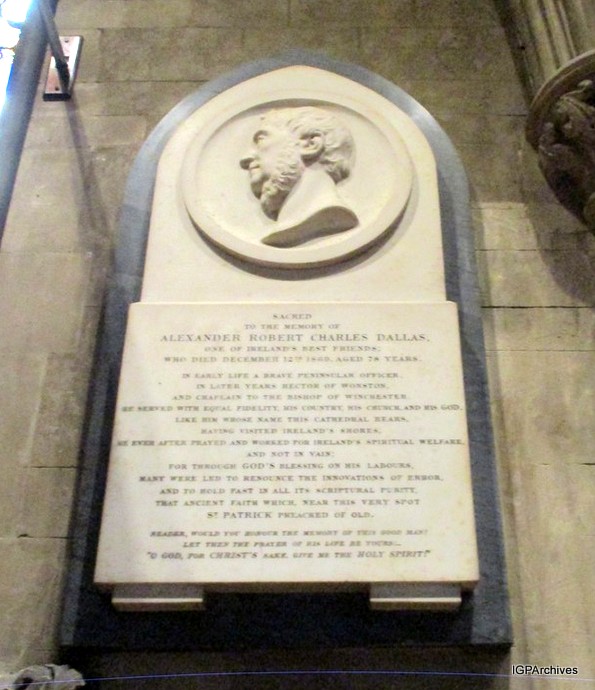 SACRED
TO THE MEMORY OF
ALEXANDER ROBERT CHARLES DALLAS,
ONE OF IRELAND'S BEST FRIENDS;
WHO DIED DECEMBER 12TH 1869, AGED 78 YEARS.
IN EARLY LIFE A BRAVE PENINSULAR OFFICER,
IN LATER YEARS RECTOR OF WONSTON,
AND CHAPLAIN TO THE BISHOP OF WINCHESTER,
HE SERVED WITH EQUAL FIDELITY, HIS COUNTRY, HIS CHURCH, AND HIS GOD,
LIKE HIM WHOSE NAME THIS CATHEDRAL BEARS,
HAVING VISITED IRELAND'S SHORES,
HE EVER AFTER PRAYED AND WORKED FOR IRELAND'S SPIRITUAL WELFARE,
AND NOT IN VAIN;
FOR THROUGH GOD'S BLESSING ON HIS LABOURS,
MANY WERE LED TO RENOUNCE THE INNOVATIONS OF ERROR,
AND TO HOLD FAST IN ALL ITS SCRIPTURAL PURITY,
THAT ANCIENT FAITH WHICH, NEAR THIS VERY SPOT
ST PATRICK PREACHED OF OLD.
READER, WOULD YOU HONOUR THE MEMORY OF THIS GOOD MAN?
LET THEN THE PRAYER OF HIS LIFE BE YOURS:—
"O GOD, FOR CHRIST'S SAKE, GIVE ME THE HOLY SPIRIT!"
IGPArchives